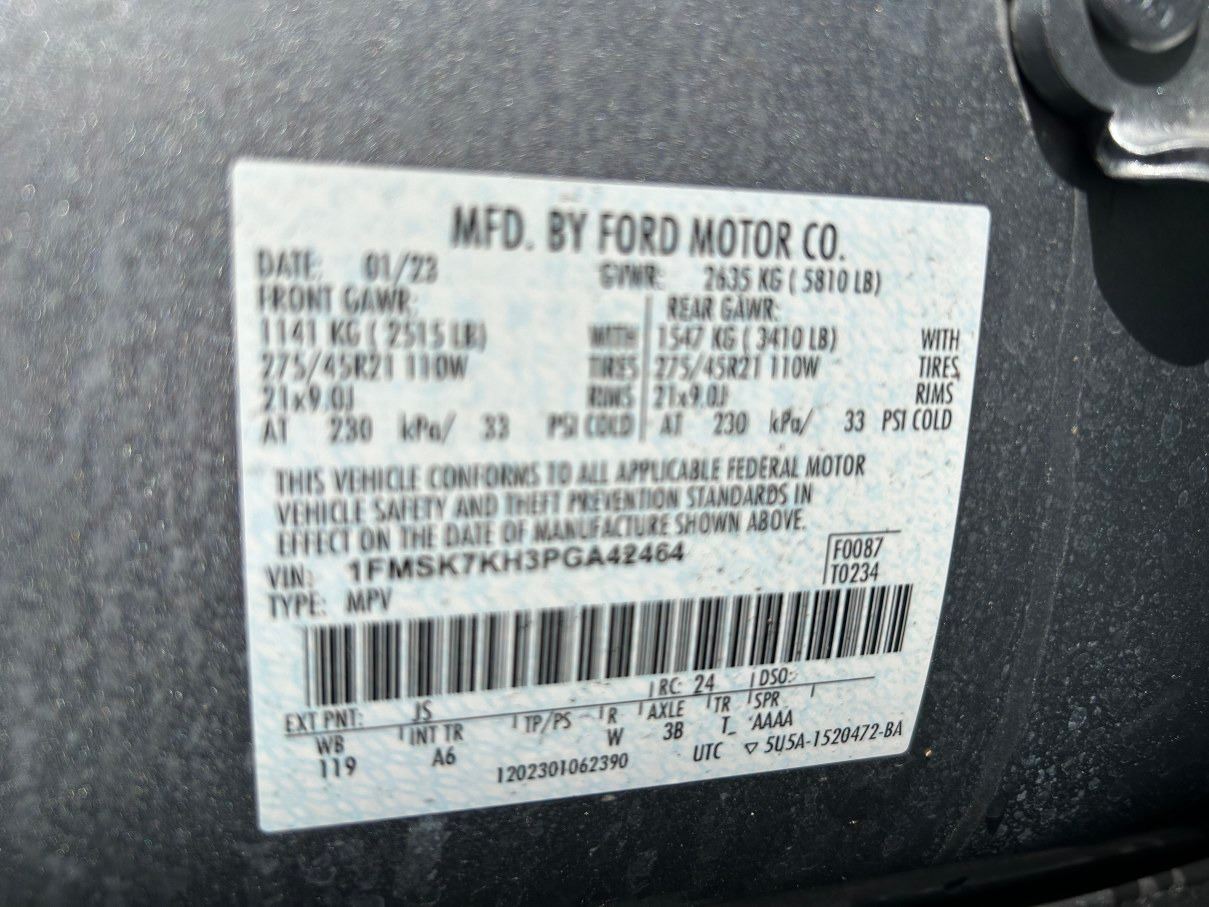 MFD. BY FORD MOTOR CO.
DATE: 01/23 GVWR: 2635 KG ( 5810 LB)
FRONT GAWR: REAR GAWR:
1141 KG ( 2515 LB) WITH 1547 KG ( 3410 LB) WITH
275/45R21 110W TIRES 275/45R21 110W TIRES
21x9.0J RIMS 21x9.0J RIMS
AT 230 kPa/ 33 PSI COLD AT 230 kPa/ 33 PSI COLD
THIS VEHICLE CONFORMS TO ALL APPLICABLE FEDERAL MOTOR
VEHICLE SAFETY AND THEFT PREVENTION STANDARDS IN
EFFECT ON THE DATE OF MANUFACTURE SHOWN ABOVE.
VIN: 1FMSK7KH3PGA42464 F0087
TYPE: MPV T0234
EXT PNT: JS RC: 24 DSO:
WB INT TR TP/PS R AXLE TR SPR
119 A6 W 3B T_ AAAA
1202301062390 UTC ▽ 5U5A-1520472-BA